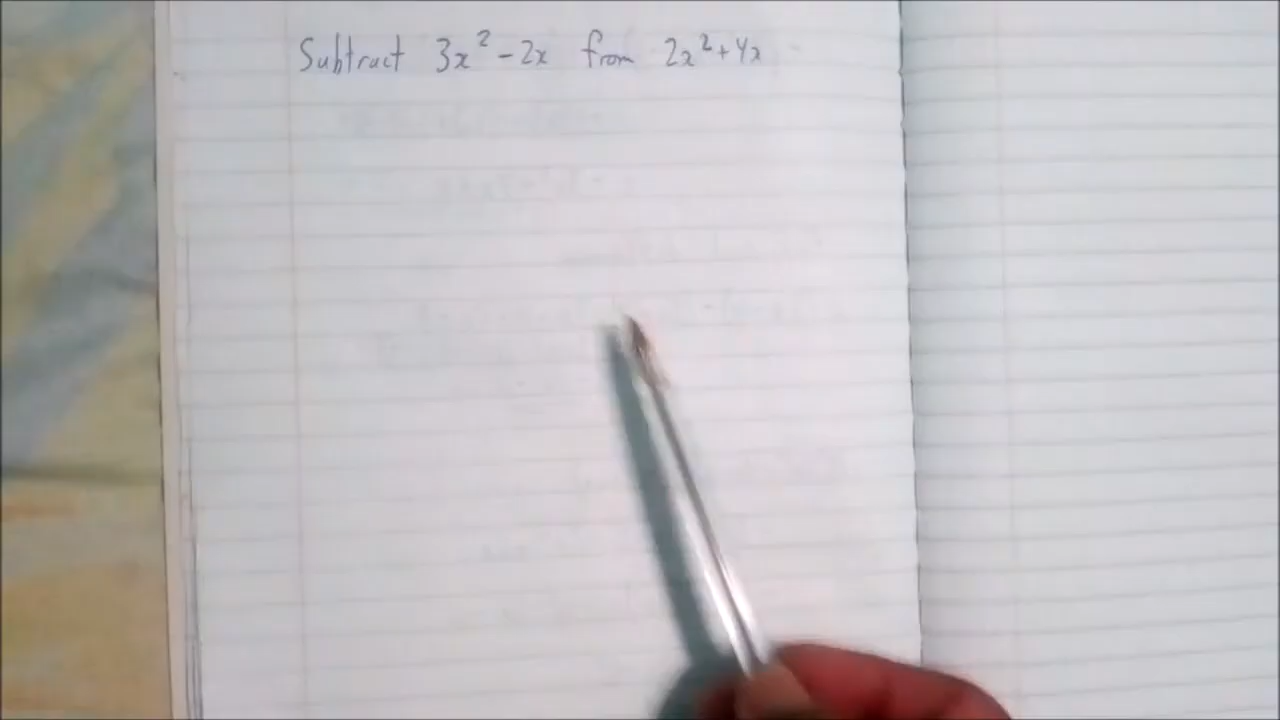 Subtract 3x² - 2x from 2x² + 4x